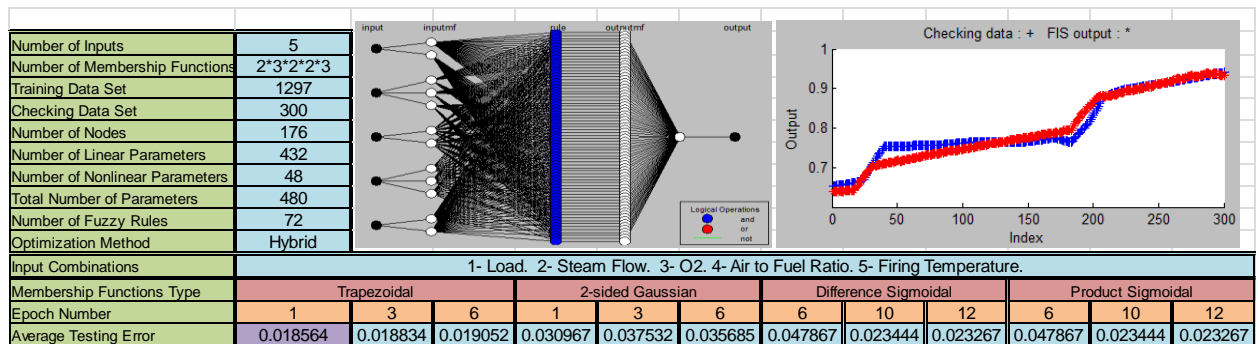 Number of Inputs 5
Number of Membership Functions 2*3*2*2*3
Training Data Set 1297
Checking Data Set 300
Number of Nodes 176
Number of Linear Parameters 432
Number of Nonlinear Parameters 48
Total Number of Parameters 480
Number of Fuzzy Rules 72
Optimization Method Hybrid
input inputmf rule outputmf output
Logical Operations
and
or
not
Checking data : + FIS output : *
Output
1
0.9
0.8
0.7
0 50 100 150 200 250 300
Index
Input Combinations 1- Load. 2- Steam Flow. 3- O2. 4- Air to Fuel Ratio. 5- Firing Temperature.
Membership Functions Type Trapezoidal 2-sided Gaussian Difference Sigmoidal Product Sigmoidal
Epoch Number 1 3 6 1 3 6 6 10 12 6 10 12
Average Testing Error 0.018564 0.018834 0.019052 0.030967 0.037532 0.035685 0.047867 0.023444 0.023267 0.047867 0.023444 0.023267